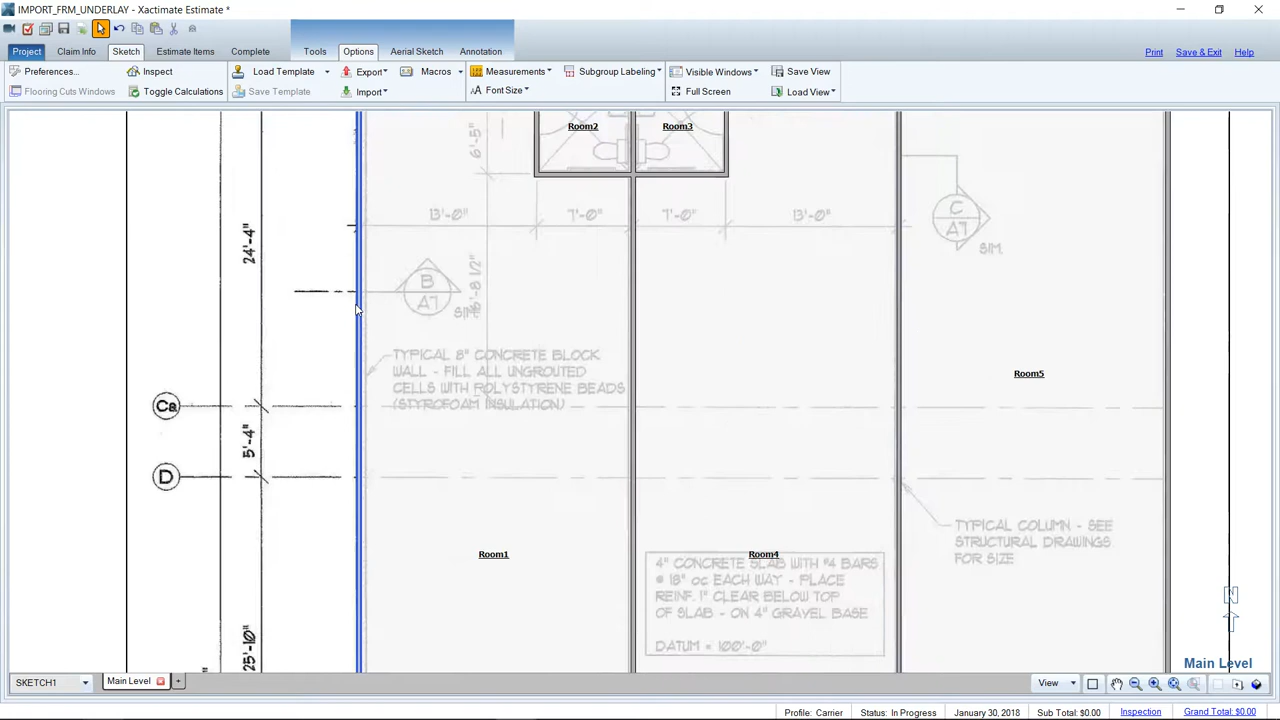 IMPORT_FRM_UNDERLAY - Xactimate Estimate *
Project Claim Info Sketch Estimate Items Complete Tools Options Aerial Sketch Annotation Print Save & Exit Help
Preferences... Inspect Load Template Export Macros Measurements Subgroup Labeling Visible Windows Save View
Flooring Cuts Windows Toggle Calculations Save Template Import Font Size Full Screen Load View
Room2 Room3
6'-5"
24'-4"
13'-0" 7'-0" 7'-0" 13'-0"
C
A7
SIM.
B
A7
SIM.
TYPICAL 8" CONCRETE BLOCK
WALL - FILL ALL UNGROUTED
CELLS WITH POLYSTYRENE BEADS
(STYROFOAM INSULATION)
Room5
Ca
5'-4"
D
TYPICAL COLUMN - SEE
STRUCTURAL DRAWINGS
FOR SIZE
Room1 Room4
4" CONCRETE SLAB WITH #4 BARS
@ 18" oc EACH WAY - PLACE
REINF. 1" CLEAR BELOW TOP
OF SLAB - ON 4" GRAVEL BASE
DATUM = 100'-0"
25'-10"
N
Main Level
SKETCH1 Main Level + View
Profile: Carrier Status: In Progress January 30, 2018 Sub Total: $0.00 Inspection Grand Total: $0.00